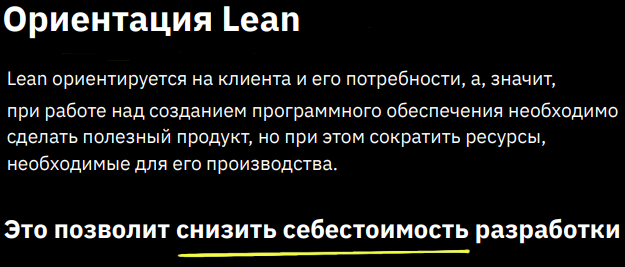 Ориентация Lean
Lean ориентируется на клиента и его потребности, а, значит,
при работе над созданием программного обеспечения необходимо
сделать полезный продукт, но при этом сократить ресурсы,
необходимые для его производства.
Это позволит снизить себестоимость разработки